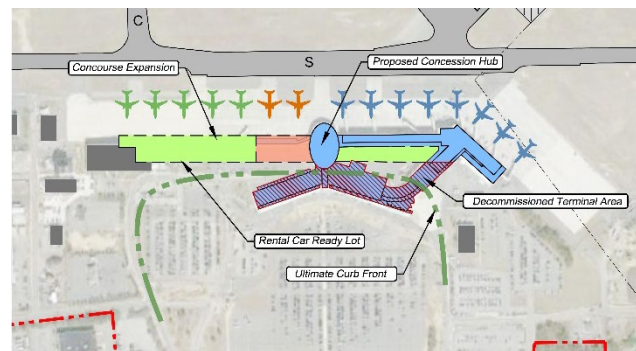 C
S
Concourse Expansion
Proposed Concession Hub
Decommissioned Terminal Area
Rental Car Ready Lot
Ultimate Curb Front